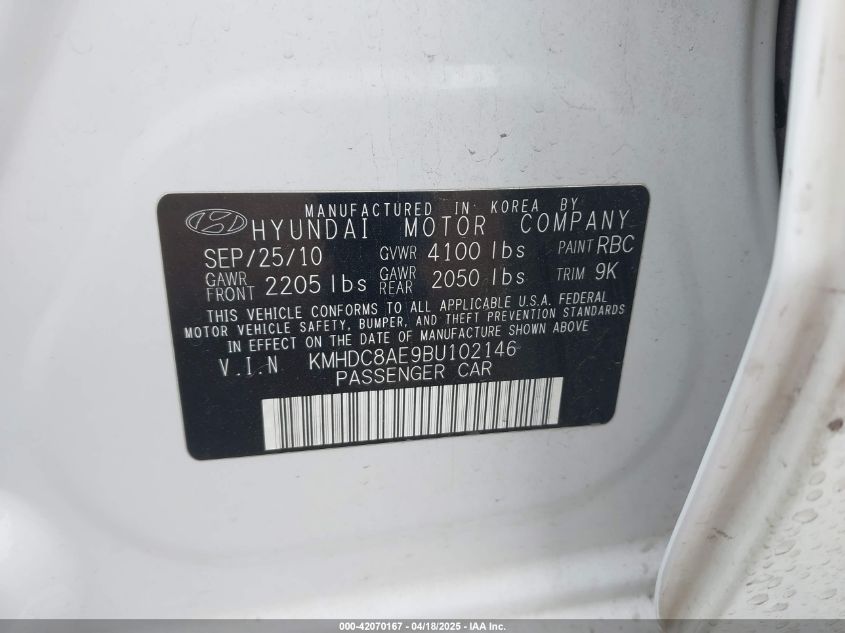 MANUFACTURED IN KOREA BY
HYUNDAI MOTOR COMPANY
SEP/25/10 GVWR 4100 lbs PAINT RBC
GAWR FRONT 2205 lbs GAWR REAR 2050 lbs TRIM 9K
THIS VEHICLE CONFORMS TO ALL APPLICABLE U.S.A. FEDERAL
MOTOR VEHICLE SAFETY, BUMPER, AND THEFT PREVENTION STANDARDS
IN EFFECT ON THE DATE OF MANUFACTURE SHOWN ABOVE
V.I.N KMHDC8AE9BU102146
PASSENGER CAR
000-42070167 - 04/18/2025 - IAA Inc.